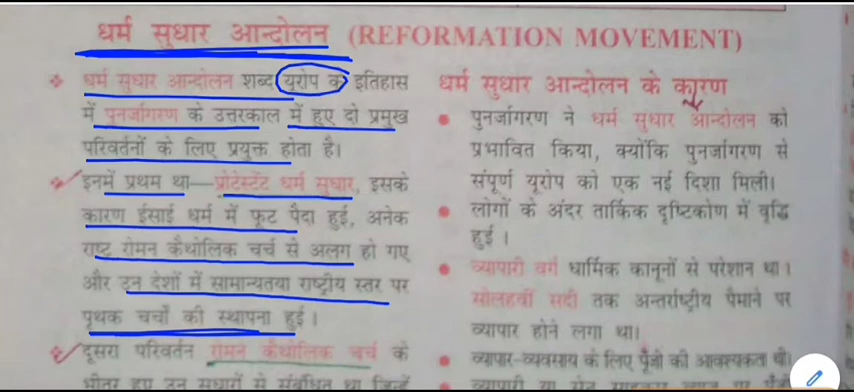 धर्म सुधार आन्दोलन (REFORMATION MOVEMENT)
❖ धर्म सुधार आन्दोलन शब्द यूरोप के इतिहास
में पुनर्जागरण के उत्तरकाल में हुए दो प्रमुख
परिवर्तनों के लिए प्रयुक्त होता है।
इनमें प्रथम था—प्रोटेस्टेंट धर्म सुधार, इसके
कारण ईसाई धर्म में फूट पैदा हुई, अनेक
राष्ट रोमन कैथोलिक चर्च से अलग हो गए
और उन देशों में सामान्यतया राष्ट्रीय स्तर पर
पृथक चर्चों की स्थापना हुई।
दूसरा परिवर्तन रोमन कैथोलिक चर्च के
भीतर हुए उन सुधारों से संबंधित था जिन्हें
धर्म सुधार आन्दोलन के कारण
● पुनर्जागरण ने धर्म सुधार आन्दोलन को
प्रभावित किया, क्योंकि पुनर्जागरण से
संपूर्ण यूरोप को एक नई दिशा मिली।
● लोगों के अंदर तार्किक दृष्टिकोण में वृद्धि
हुई।
● व्यापारी वर्ग धार्मिक कानूनों से परेशान था।
● सोलहवीं सदी तक अन्तर्राष्ट्रीय पैमाने पर
व्यापार होने लगा था।
● व्यापार-व्यवसाय के लिए पूँजी की आवश्यकता थी।